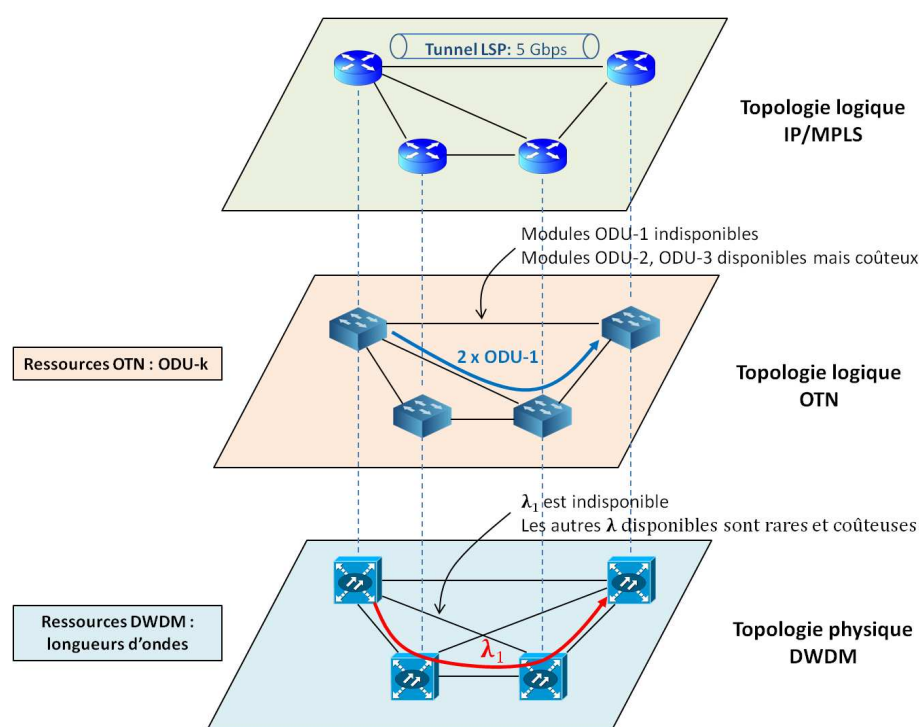 Tunnel LSP: 5 Gbps
Topologie logique
IP/MPLS
Modules ODU-1 indisponibles
Modules ODU-2, ODU-3 disponibles mais coûteux
Ressources OTN : ODU-k
2 x ODU-1
Topologie logique
OTN
λ₁ est indisponible
Les autres λ disponibles sont rares et coûteuses
Ressources DWDM :
longueurs d'ondes
λ₁
Topologie physique
DWDM